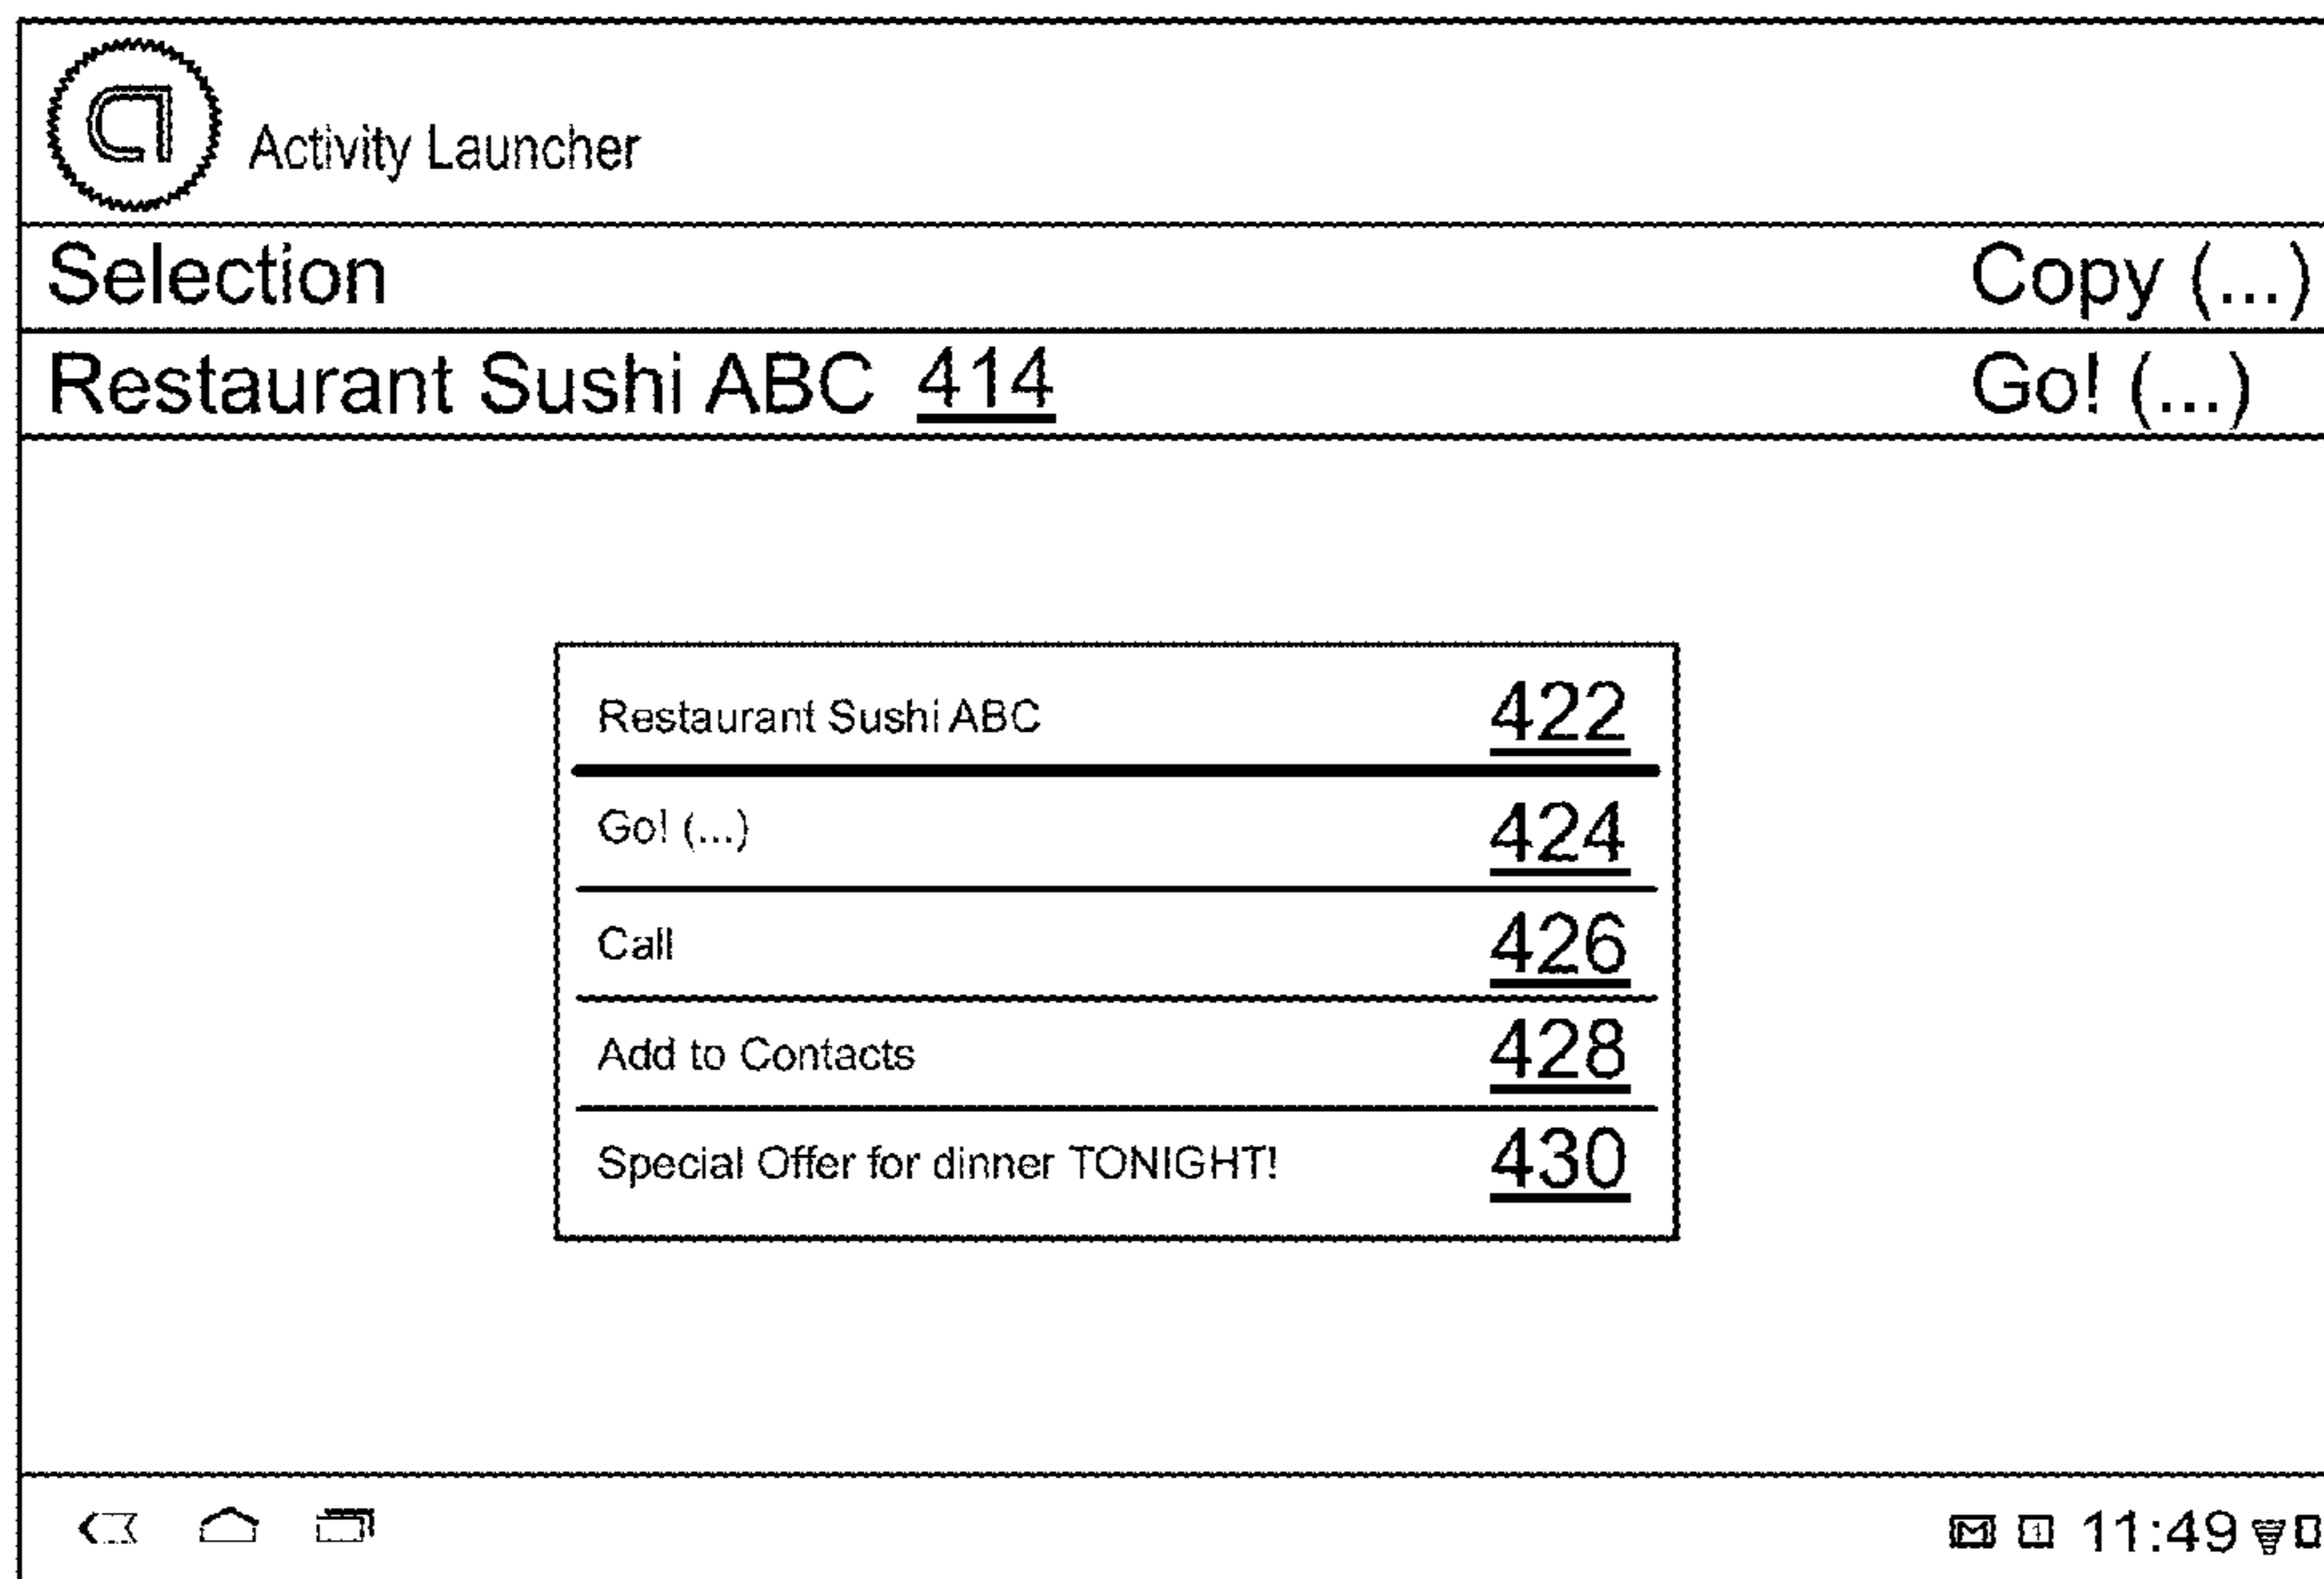 Activity Launcher
Selection Copy (...)
Restaurant Sushi ABC 414 Go! (...)
Restaurant Sushi ABC 422
Go! (...) 424
Call 426
Add to Contacts 428
Special Offer for dinner TONIGHT! 430
11:49